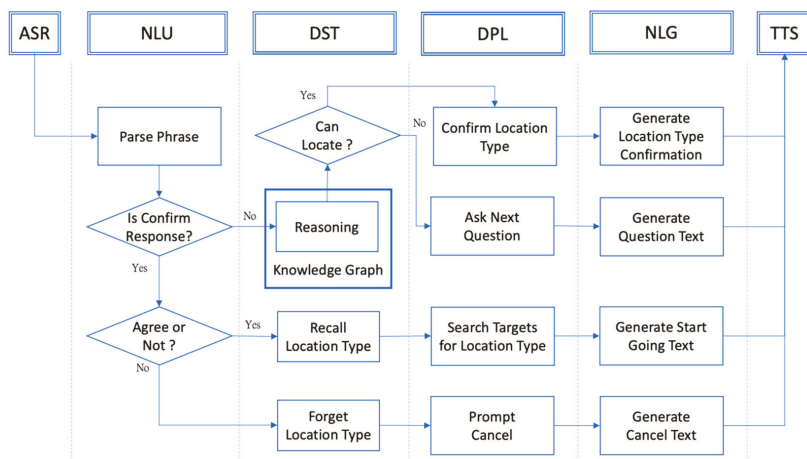 ASR
NLU
DST
DPL
NLG
TTS
Yes
Parse Phrase
Can
Locate ?
No
Confirm Location
Type
Generate
Location Type
Confirmation
Is Confirm
Response?
No
Reasoning
Knowledge Graph
Ask Next
Question
Generate
Question Text
Yes
Agree or
Not ?
Yes
Recall
Location Type
Search Targets
for Location Type
Generate Start
Going Text
No
Forget
Location Type
Prompt
Cancel
Generate
Cancel Text